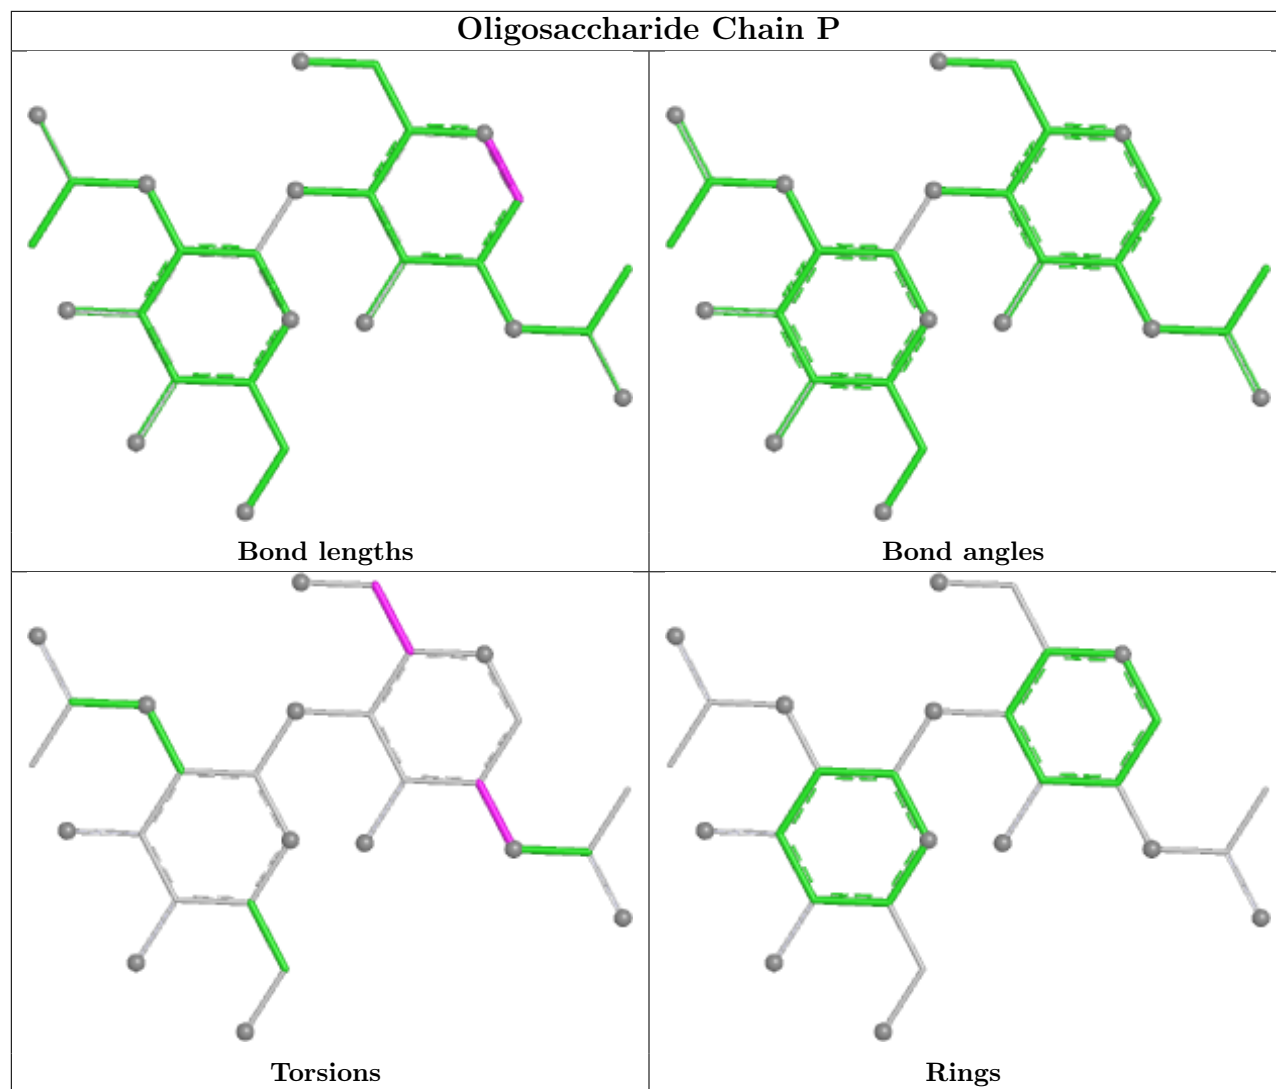 Oligosaccharide Chain P
Bond lengths
Bond angles
Torsions
Rings